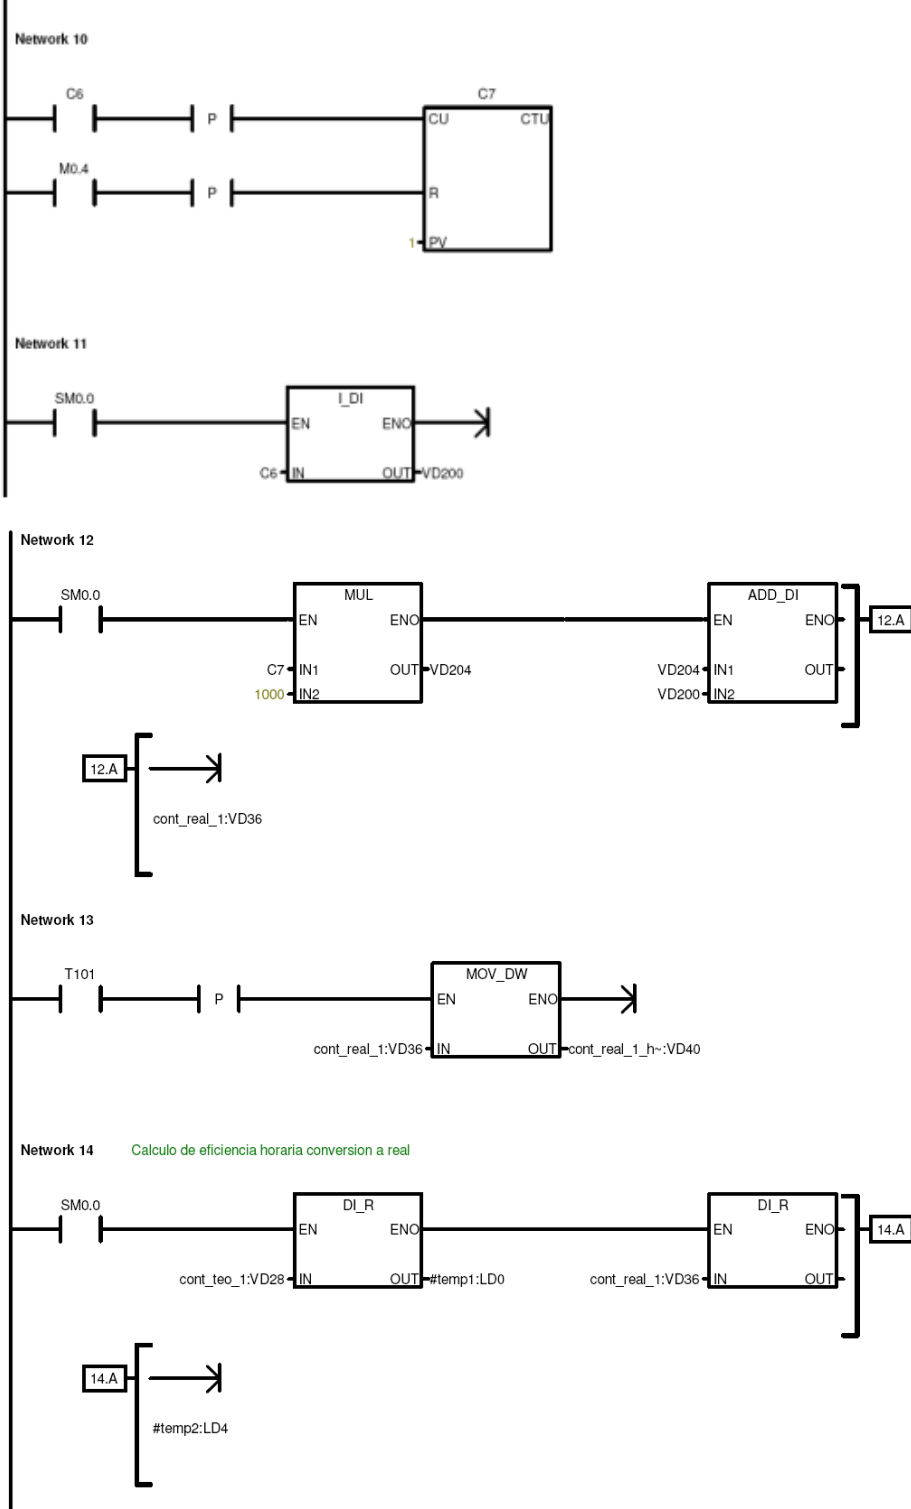 Network 10
C6 C7
P CU CTU
M0.4
P R
1 PV
Network 11
SM0.0 I_DI
EN ENO
C6 IN OUT VD200
Network 12
SM0.0 MUL ADD_DI
EN ENO EN ENO 12.A
C7 IN1 OUT VD204 VD204 IN1 OUT
1000 IN2 VD200 IN2
12.A
cont_real_1:VD36
Network 13
T101 MOV_DW
P EN ENO
cont_real_1:VD36 IN OUT cont_real_1_h~:VD40
Network 14 Calculo de eficiencia horaria conversion a real
SM0.0 DI_R DI_R
EN ENO EN ENO 14.A
cont_teo_1:VD28 IN OUT #temp1:LD0 cont_real_1:VD36 IN OUT
14.A
#temp2:LD4